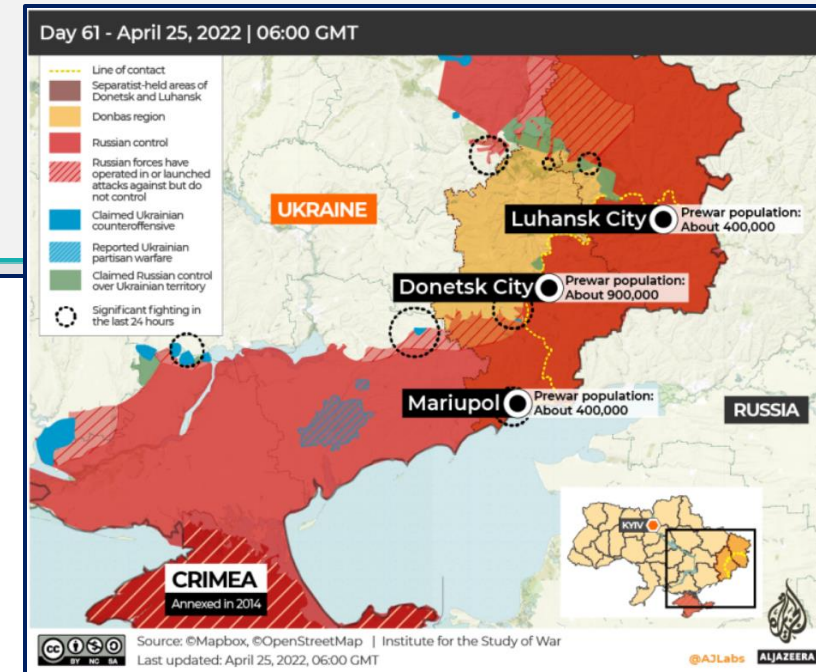 Day 61 - April 25, 2022 | 06:00 GMT
Line of contact
Separatist-held areas of
Donetsk and Luhansk
Donbas region
Russian control
Russian forces have
operated in or launched
attacks against but do
not control
Claimed Ukrainian
counteroffensive
Reported Ukrainian
partisan warfare
Claimed Russian control
over Ukrainian territory
Significant fighting in
the last 24 hours
UKRAINE
Luhansk City
Prewar population:
About 400,000
Donetsk City
Prewar population:
About 900,000
Mariupol
Prewar population:
About 400,000
RUSSIA
CRIMEA
Annexed in 2014
KYIV
cc BY NC SA
Source: ©Mapbox, ©OpenStreetMap | Institute for the Study of War
Last updated: April 25, 2022, 06:00 GMT
@AJLabs
ALJAZEERA